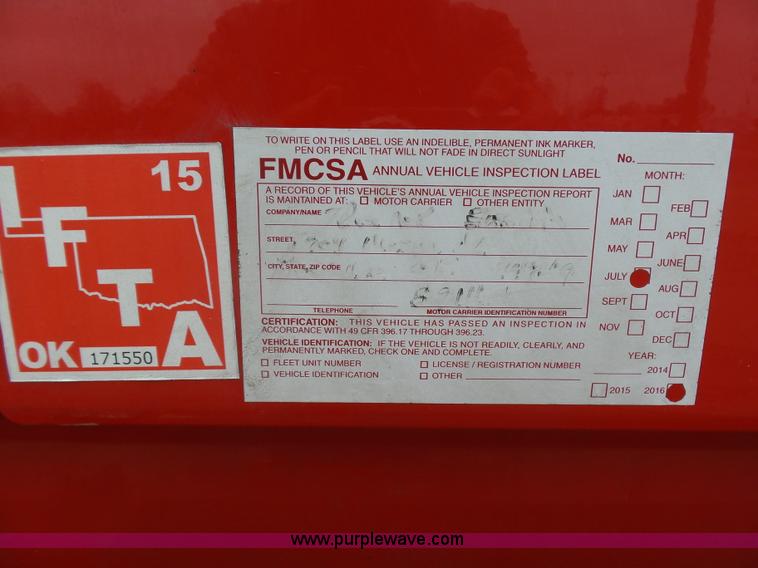 15
IFTA
OK 171550
TO WRITE ON THIS LABEL USE AN INDELIBLE, PERMANENT INK MARKER,
PEN OR PENCIL THAT WILL NOT FADE IN DIRECT SUNLIGHT
FMCSA ANNUAL VEHICLE INSPECTION LABEL
A RECORD OF THIS VEHICLE'S ANNUAL VEHICLE INSPECTION REPORT
IS MAINTAINED AT: MOTOR CARRIER OTHER ENTITY
COMPANY/NAME
STREET
CITY, STATE, ZIP CODE
TELEPHONE MOTOR CARRIER IDENTIFICATION NUMBER
CERTIFICATION: THIS VEHICLE HAS PASSED AN INSPECTION IN
ACCORDANCE WITH 49 CFR 396.17 THROUGH 396.23.
VEHICLE IDENTIFICATION: IF THE VEHICLE IS NOT READILY, CLEARLY, AND
PERMANENTLY MARKED, CHECK ONE AND COMPLETE.
FLEET UNIT NUMBER LICENSE / REGISTRATION NUMBER
VEHICLE IDENTIFICATION OTHER
No.
MONTH:
JAN FEB
MAR APR
MAY JUNE
JULY AUG
SEPT OCT
NOV DEC
YEAR:
2014
2015 2016
www.purplewave.com